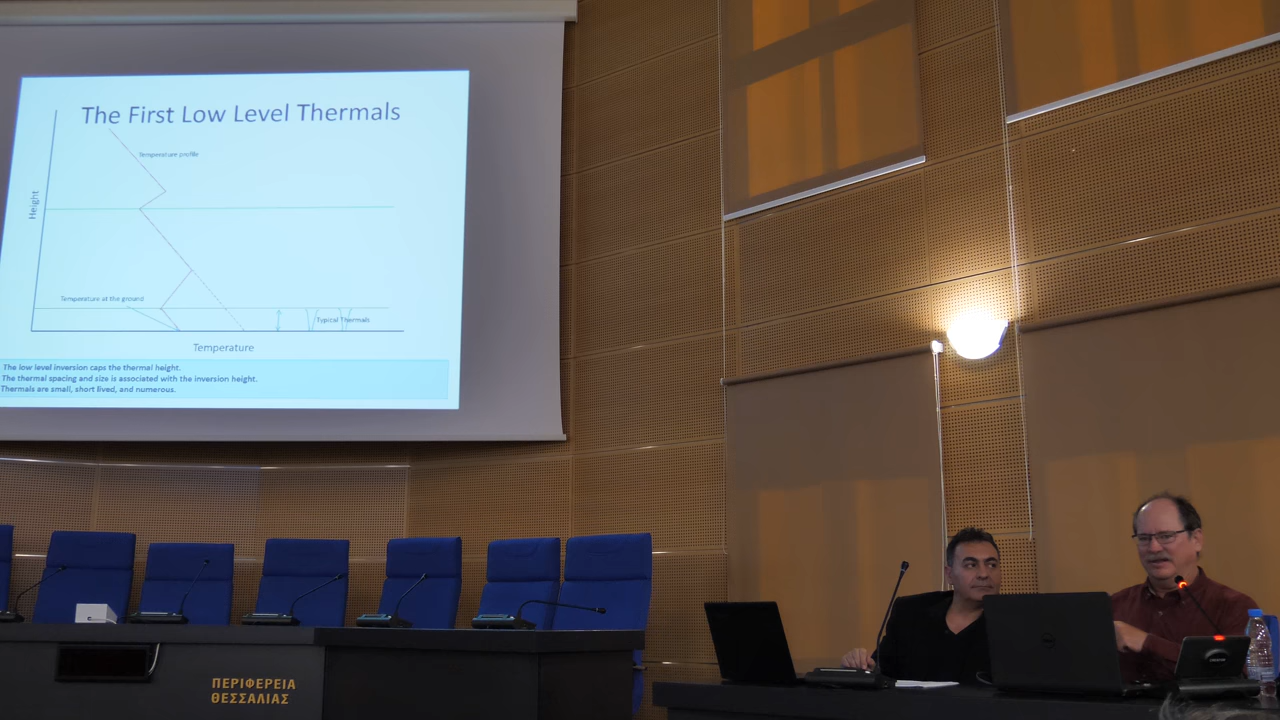 The First Low Level Thermals
Temperature profile
Height
Temperature at the ground
Typical Thermals
Temperature
The low level inversion caps the thermal height.
The thermal spacing and size is associated with the inversion height.
Thermals are small, short lived, and numerous.
ΠΕΡΙΦΕΡΕΙΑ
ΘΕΣΣΑΛΙΑΣ